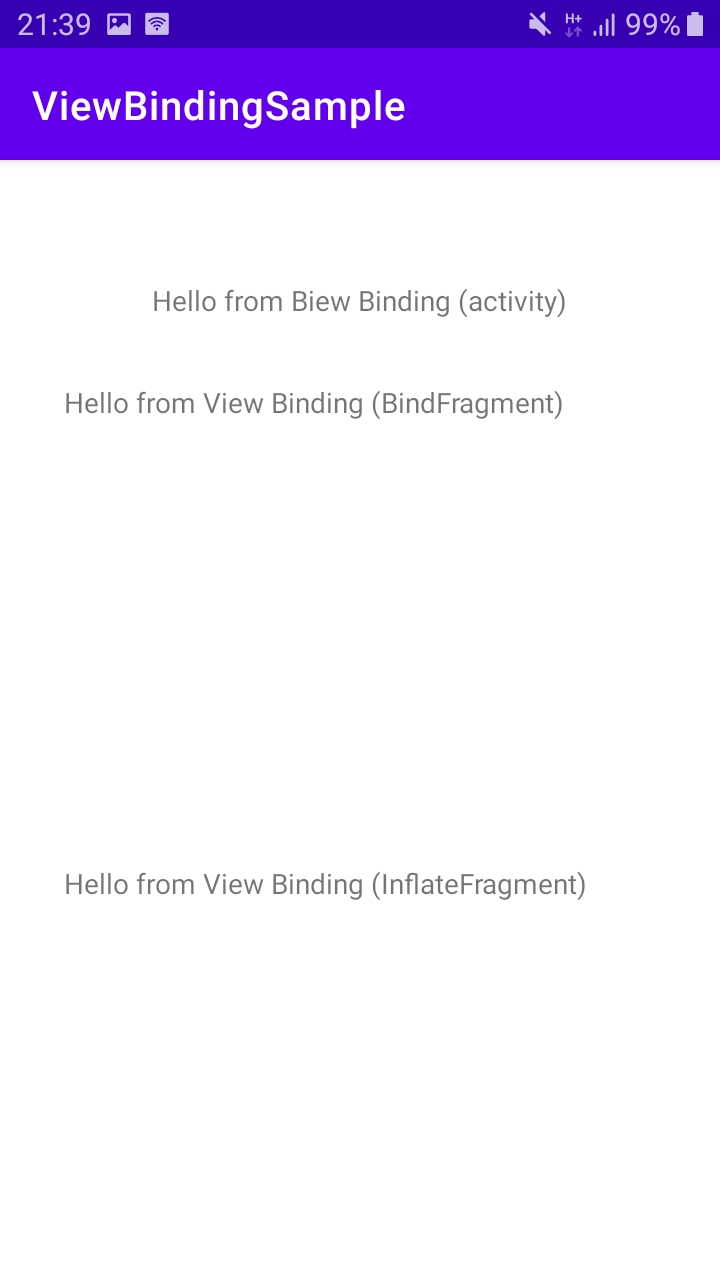 21:39 H+ 99%
ViewBindingSample
Hello from Biew Binding (activity)
Hello from View Binding (BindFragment)
Hello from View Binding (InflateFragment)